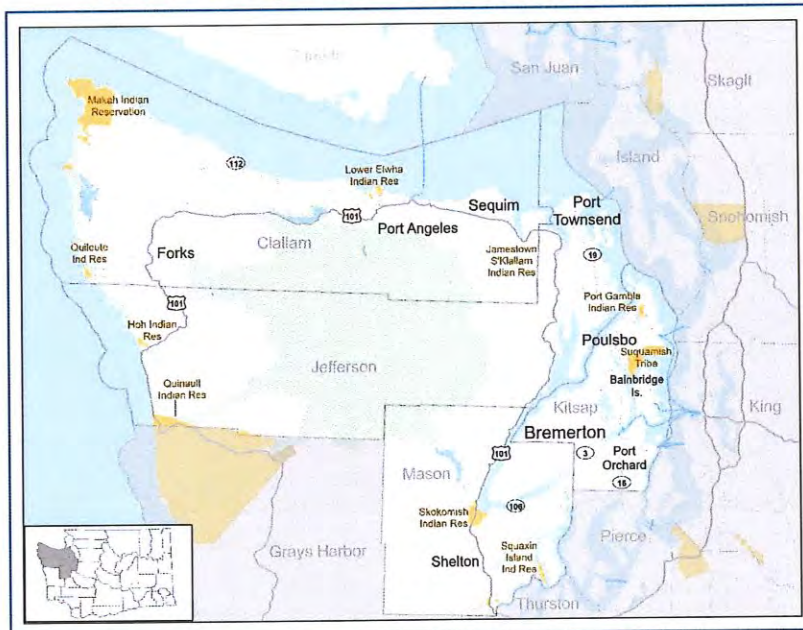 Canada
San Juan
Skagit
Makah Indian
Reservation
Island
112
Lower Elwha
Indian Res
Snohomish
Sequim
Port
Townsend
101
Port Angeles
Clallam
Forks
Quileute
Ind Res
Jamestown
S'Klallam
Indian Res
19
Port Gamble
Indian Res
101
Hoh Indian
Res
Poulsbo
Suquamish
Tribe
Jefferson
Bainbridge
Is.
Quinault
Indian Res
Kitsap
King
Bremerton
101
3
Port
Orchard
16
Mason
Skokomish
Indian Res
106
Pierce
Grays Harbor
Shelton
Squaxin
Island
Ind Res
Thurston